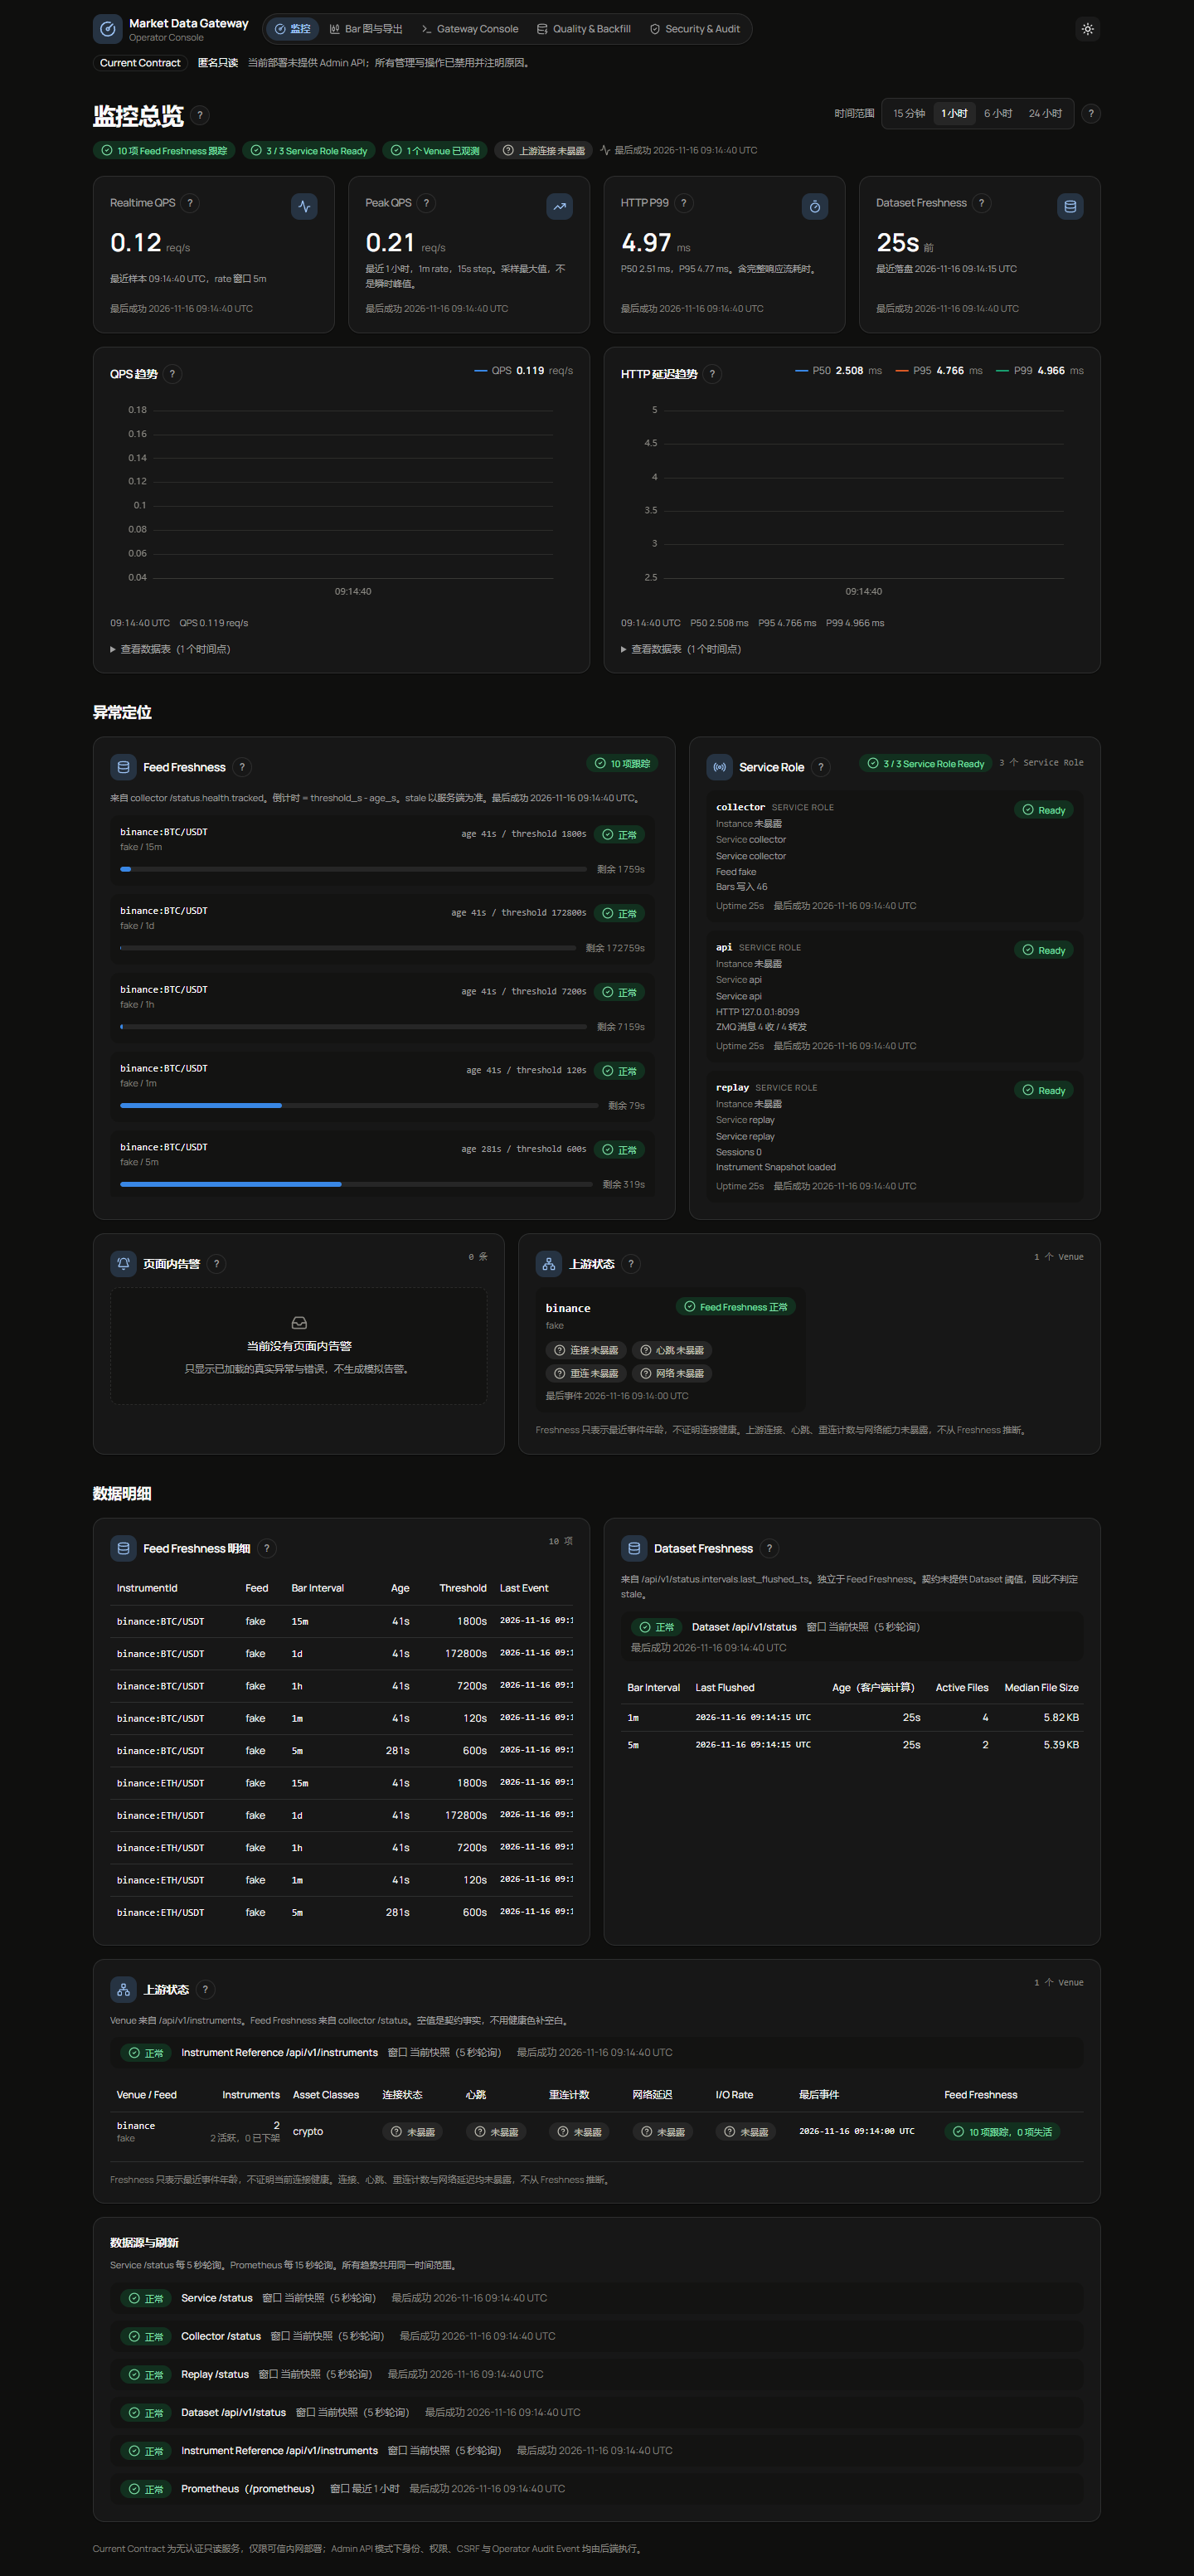 Market Data Gateway
Operator Console
监控
Bar 图与导出
Gateway Console
Quality & Backfill
Security & Audit
Current Contract 匿名只读 当前部署未提供 Admin API；所有管理写操作已禁用并注明原因。
监控总览 ?
时间范围 15 分钟 1 小时 6 小时 24 小时 ?
10 项 Feed Freshness 跟踪 3 / 3 Service Role Ready 1 个 Venue 已观测 上游连接 未暴露 最后成功 2026-11-16 09:14:40 UTC
Realtime QPS ?
0.12 req/s
最近样本 09:14:40 UTC，rate 窗口 5m
最后成功 2026-11-16 09:14:40 UTC
Peak QPS ?
0.21 req/s
最近 1 小时，1m rate，15s step。采样最大值，不
是瞬时峰值。
最后成功 2026-11-16 09:14:40 UTC
HTTP P99 ?
4.97 ms
P50 2.51 ms，P95 4.77 ms。含完整响应流耗时。
最后成功 2026-11-16 09:14:40 UTC
Dataset Freshness ?
25s 前
最近落盘 2026-11-16 09:14:15 UTC
最后成功 2026-11-16 09:14:40 UTC
QPS 趋势 ?
QPS 0.119 req/s
0.18
0.16
0.14
0.12
0.1
0.08
0.06
0.04
09:14:40
09:14:40 UTC QPS 0.119 req/s
查看数据表（1 个时间点）
HTTP 延迟趋势 ?
P50 2.508 ms P95 4.766 ms P99 4.966 ms
5
4.5
4
3.5
3
2.5
09:14:40
09:14:40 UTC P50 2.508 ms P95 4.766 ms P99 4.966 ms
查看数据表（1 个时间点）
异常定位
Feed Freshness ?
10 项跟踪
来自 collector /status.health.tracked。倒计时 = threshold_s - age_s。stale 以服务端为准。最后成功 2026-11-16 09:14:40 UTC。
binance:BTC/USDT age 41s / threshold 1800s 正常
fake / 15m
剩余 1759s
binance:BTC/USDT age 41s / threshold 172800s 正常
fake / 1d
剩余 172759s
binance:BTC/USDT age 41s / threshold 7200s 正常
fake / 1h
剩余 7159s
binance:BTC/USDT age 41s / threshold 120s 正常
fake / 1m
剩余 79s
binance:BTC/USDT age 281s / threshold 600s 正常
fake / 5m
剩余 319s
Service Role ?
3 / 3 Service Role Ready 3 个 Service Role
collector SERVICE ROLE Ready
Instance 未暴露
Service collector
Service collector
Feed fake
Bars 写入 46
Uptime 25s 最后成功 2026-11-16 09:14:40 UTC
api SERVICE ROLE Ready
Instance 未暴露
Service api
Service api
HTTP 127.0.0.1:8099
ZMQ 消息 4 收 / 4 转发
Uptime 25s 最后成功 2026-11-16 09:14:40 UTC
replay SERVICE ROLE Ready
Instance 未暴露
Service replay
Service replay
Sessions 0
Instrument Snapshot loaded
Uptime 25s 最后成功 2026-11-16 09:14:40 UTC
页面内告警 ?
0 条
当前没有页面内告警
只显示已加载的真实异常与错误，不生成模拟告警。
上游状态 ?
1 个 Venue
binance Feed Freshness 正常
fake
连接 未暴露 心跳 未暴露
重连 未暴露 网络 未暴露
最后事件 2026-11-16 09:14:00 UTC
Freshness 只表示最近事件年龄，不证明连接健康。上游连接、心跳、重连计数与网络能力未暴露，不从 Freshness 推断。
数据明细
Feed Freshness 明细 ?
10 项
InstrumentId Feed Bar Interval Age Threshold Last Event
binance:BTC/USDT fake 15m 41s 1800s 2026-11-16 09:1
binance:BTC/USDT fake 1d 41s 172800s 2026-11-16 09:1
binance:BTC/USDT fake 1h 41s 7200s 2026-11-16 09:1
binance:BTC/USDT fake 1m 41s 120s 2026-11-16 09:1
binance:BTC/USDT fake 5m 281s 600s 2026-11-16 09:1
binance:ETH/USDT fake 15m 41s 1800s 2026-11-16 09:1
binance:ETH/USDT fake 1d 41s 172800s 2026-11-16 09:1
binance:ETH/USDT fake 1h 41s 7200s 2026-11-16 09:1
binance:ETH/USDT fake 1m 41s 120s 2026-11-16 09:1
binance:ETH/USDT fake 5m 281s 600s 2026-11-16 09:1
Dataset Freshness ?
来自 /api/v1/status.intervals.last_flushed_ts。独立于 Feed Freshness。契约未提供 Dataset 阈值，因此不判定
stale。
正常 Dataset /api/v1/status 窗口 当前快照（5 秒轮询）
最后成功 2026-11-16 09:14:40 UTC
Bar Interval Last Flushed Age（客户端计算） Active Files Median File Size
1m 2026-11-16 09:14:15 UTC 25s 4 5.82 KB
5m 2026-11-16 09:14:15 UTC 25s 2 5.39 KB
上游状态 ?
1 个 Venue
Venue 来自 /api/v1/instruments。Feed Freshness 来自 collector /status。空值是契约事实，不用健康色补空白。
正常 Instrument Reference /api/v1/instruments 窗口 当前快照（5 秒轮询） 最后成功 2026-11-16 09:14:40 UTC
Venue / Feed Instruments Asset Classes 连接状态 心跳 重连计数 网络延迟 I/O Rate 最后事件 Feed Freshness
binance 2
fake 2 活跃，0 已下架 crypto 未暴露 未暴露 未暴露 未暴露 未暴露 2026-11-16 09:14:00 UTC 10 项跟踪，0 项失活
Freshness 只表示最近事件年龄，不证明当前连接健康。连接、心跳、重连计数与网络延迟均未暴露，不从 Freshness 推断。
数据源与刷新
Service /status 每 5 秒轮询。Prometheus 每 15 秒轮询。所有趋势共用同一时间范围。
正常 Service /status 窗口 当前快照（5 秒轮询） 最后成功 2026-11-16 09:14:40 UTC
正常 Collector /status 窗口 当前快照（5 秒轮询） 最后成功 2026-11-16 09:14:40 UTC
正常 Replay /status 窗口 当前快照（5 秒轮询） 最后成功 2026-11-16 09:14:40 UTC
正常 Dataset /api/v1/status 窗口 当前快照（5 秒轮询） 最后成功 2026-11-16 09:14:40 UTC
正常 Instrument Reference /api/v1/instruments 窗口 当前快照（5 秒轮询） 最后成功 2026-11-16 09:14:40 UTC
正常 Prometheus（/prometheus） 窗口 最近 1 小时 最后成功 2026-11-16 09:14:40 UTC
Current Contract 为无认证只读服务，仅限可信内网部署；Admin API 模式下身份、权限、CSRF 与 Operator Audit Event 均由后端执行。